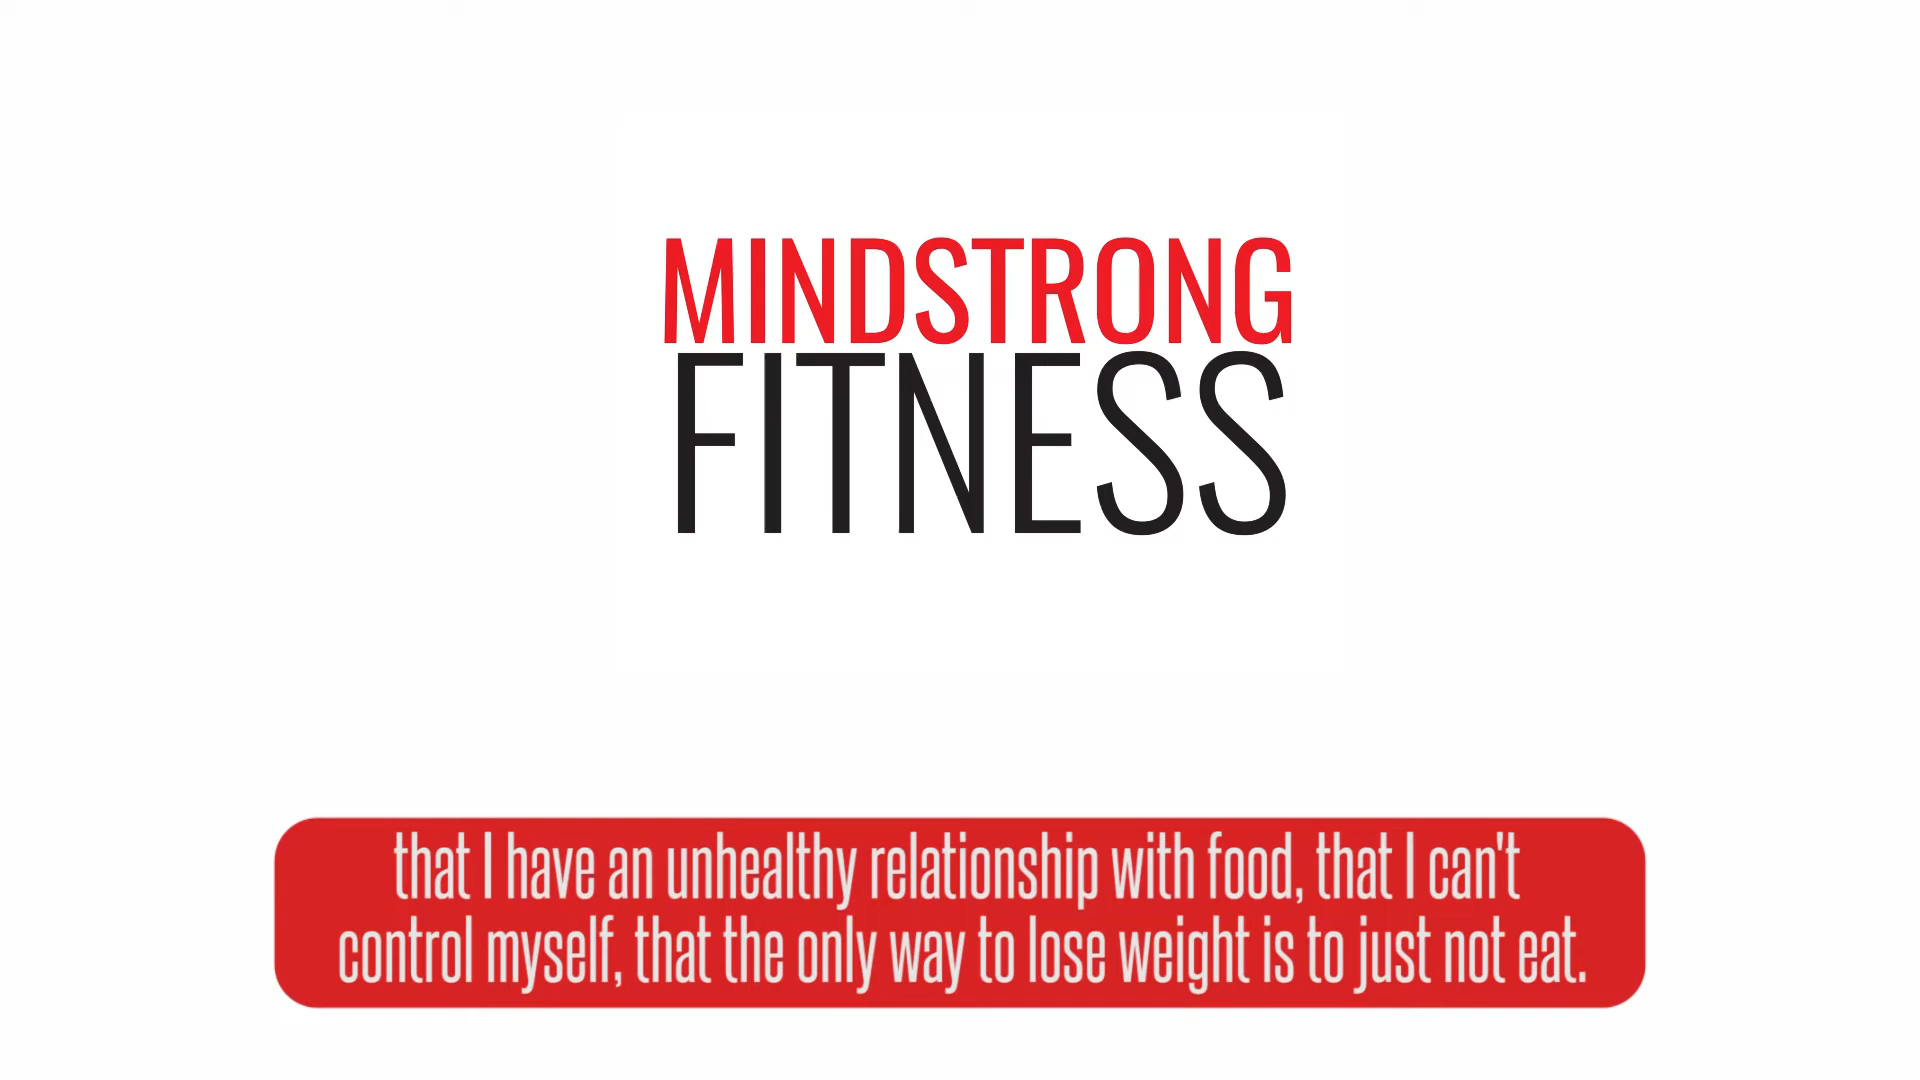 MINDSTRONG
FITNESS
that I have an unhealthy relationship with food, that I can't
control myself, that the only way to lose weight is to just not eat.